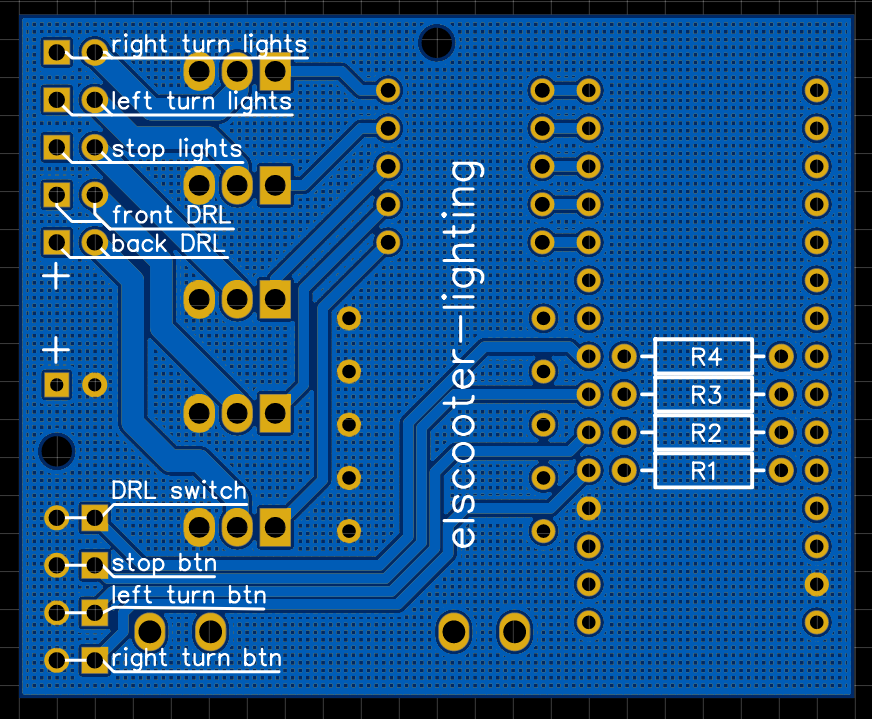 right turn lights
left turn lights
stop lights
front DRL
back DRL
+
+
elscooter-lighting
R4
R3
R2
R1
DRL switch
stop btn
left turn btn
right turn btn